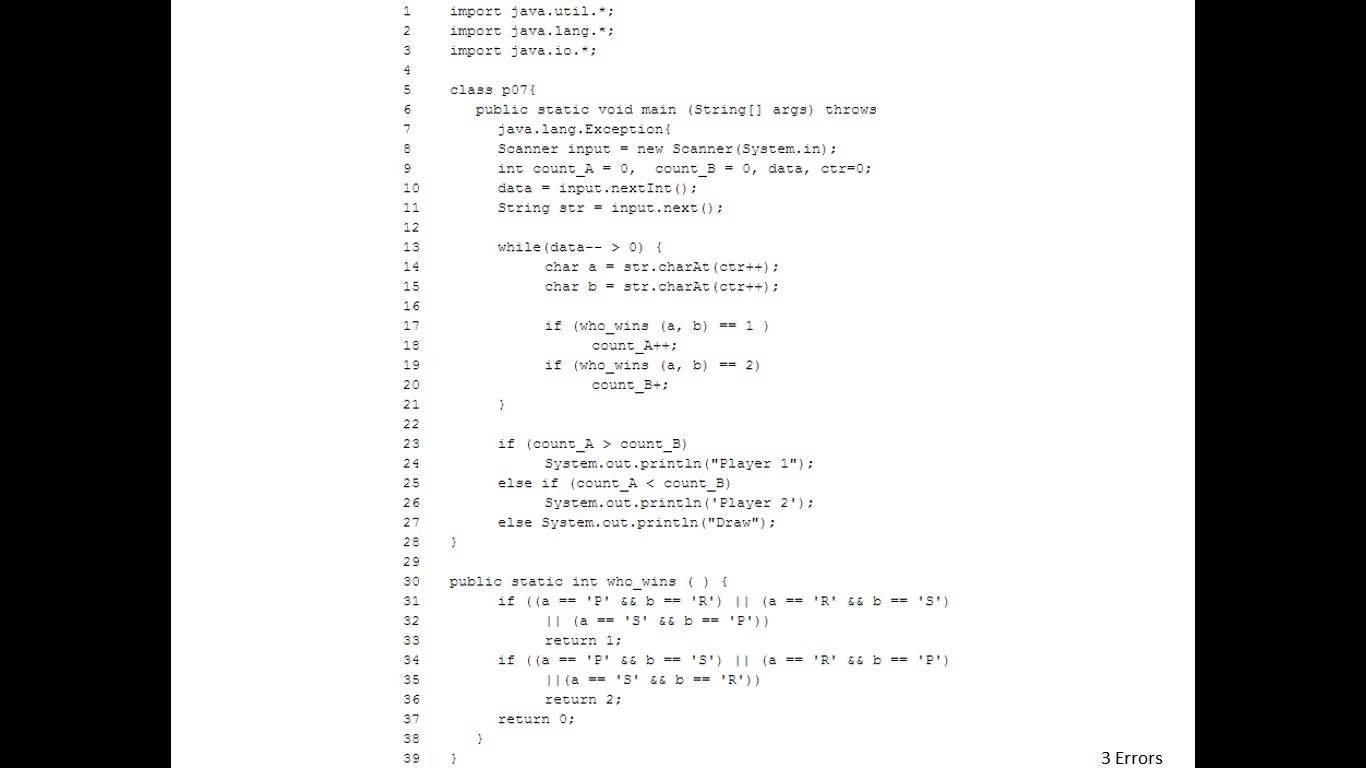 1 import java.util.*;
2 import java.lang.*;
3 import java.io.*;
4
5 class p07{
6 public static void main (String[] args) throws
7 java.lang.Exception{
8 Scanner input = new Scanner(System.in);
9 int count_A = 0, count_B = 0, data, ctr=0;
10 data = input.nextInt();
11 String str = input.next();
12
13 while(data-- > 0) {
14 char a = str.charAt(ctr++);
15 char b = str.charAt(ctr++);
16
17 if (who_wins (a, b) == 1 )
18 count_A++;
19 if (who_wins (a, b) == 2)
20 count_B+;
21 }
22
23 if (count_A > count_B)
24 System.out.println("Player 1");
25 else if (count_A < count_B)
26 System.out.println('Player 2');
27 else System.out.println("Draw");
28 }
29
30 public static int who_wins ( ) {
31 if ((a == 'P' && b == 'R') || (a == 'R' && b == 'S')
32 || (a == 'S' && b == 'P'))
33 return 1;
34 if ((a == 'P' && b == 'S') || (a == 'R' && b == 'P')
35 ||(a == 'S' && b == 'R'))
36 return 2;
37 return 0;
38 }
39 }
3 Errors